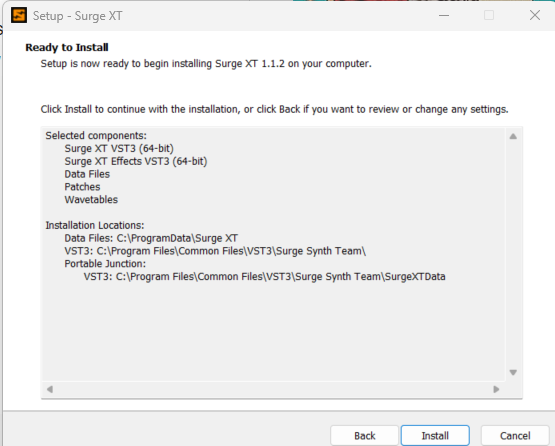 Setup - Surge XT
Ready to Install
Setup is now ready to begin installing Surge XT 1.1.2 on your computer.
Click Install to continue with the installation, or click Back if you want to review or change any settings.
Selected components:
Surge XT VST3 (64-bit)
Surge XT Effects VST3 (64-bit)
Data Files
Patches
Wavetables
Installation Locations:
Data Files: C:\ProgramData\Surge XT
VST3: C:\Program Files\Common Files\VST3\Surge Synth Team\
Portable Junction:
VST3: C:\Program Files\Common Files\VST3\Surge Synth Team\SurgeXTData
Back
Install
Cancel